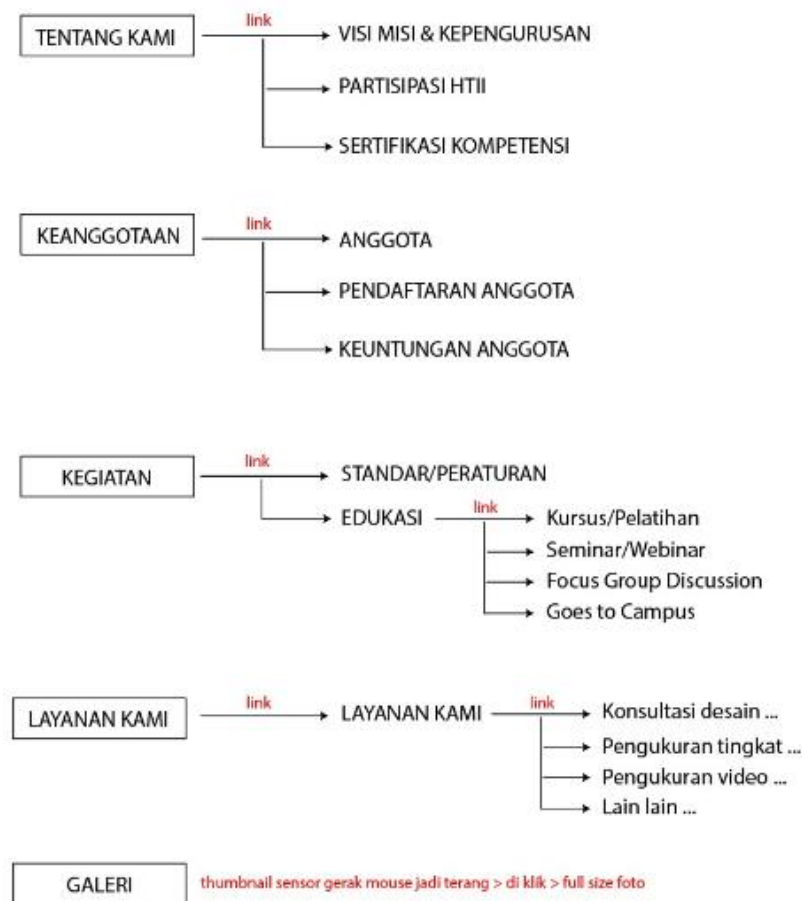 link
TENTANG KAMI
VISI MISI & KEPENGURUSAN
PARTISIPASI HTII
SERTIFIKASI KOMPETENSI
link
KEANGGOTAAN
ANGGOTA
PENDAFTARAN ANGGOTA
KEUNTUNGAN ANGGOTA
link
KEGIATAN
STANDAR/PERATURAN
EDUKASI
link
Kursus/Pelatihan
Seminar/Webinar
Focus Group Discussion
Goes to Campus
link
LAYANAN KAMI
LAYANAN KAMI
link
Konsultasi desain ...
Pengukuran tingkat ...
Pengukuran video ...
Lain lain ...
GALERI
thumbnail sensor gerak mouse jadi terang > di klik > full size foto